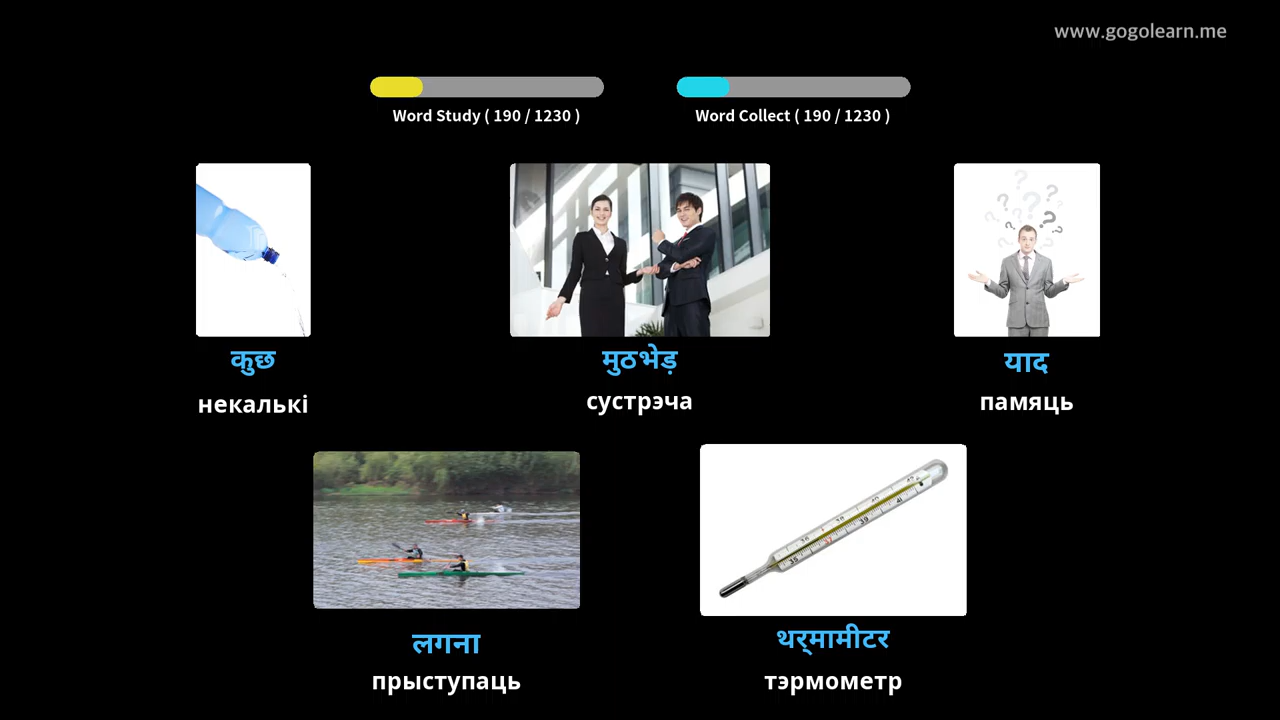 www.gogolearn.me
Word Study ( 190 / 1230 )
Word Collect ( 190 / 1230 )
कुछ
मुठभेड़
याद
некалькі
сустрэча
памяць
लगना
थर्मामीटर
прыступаць
тэрмометр